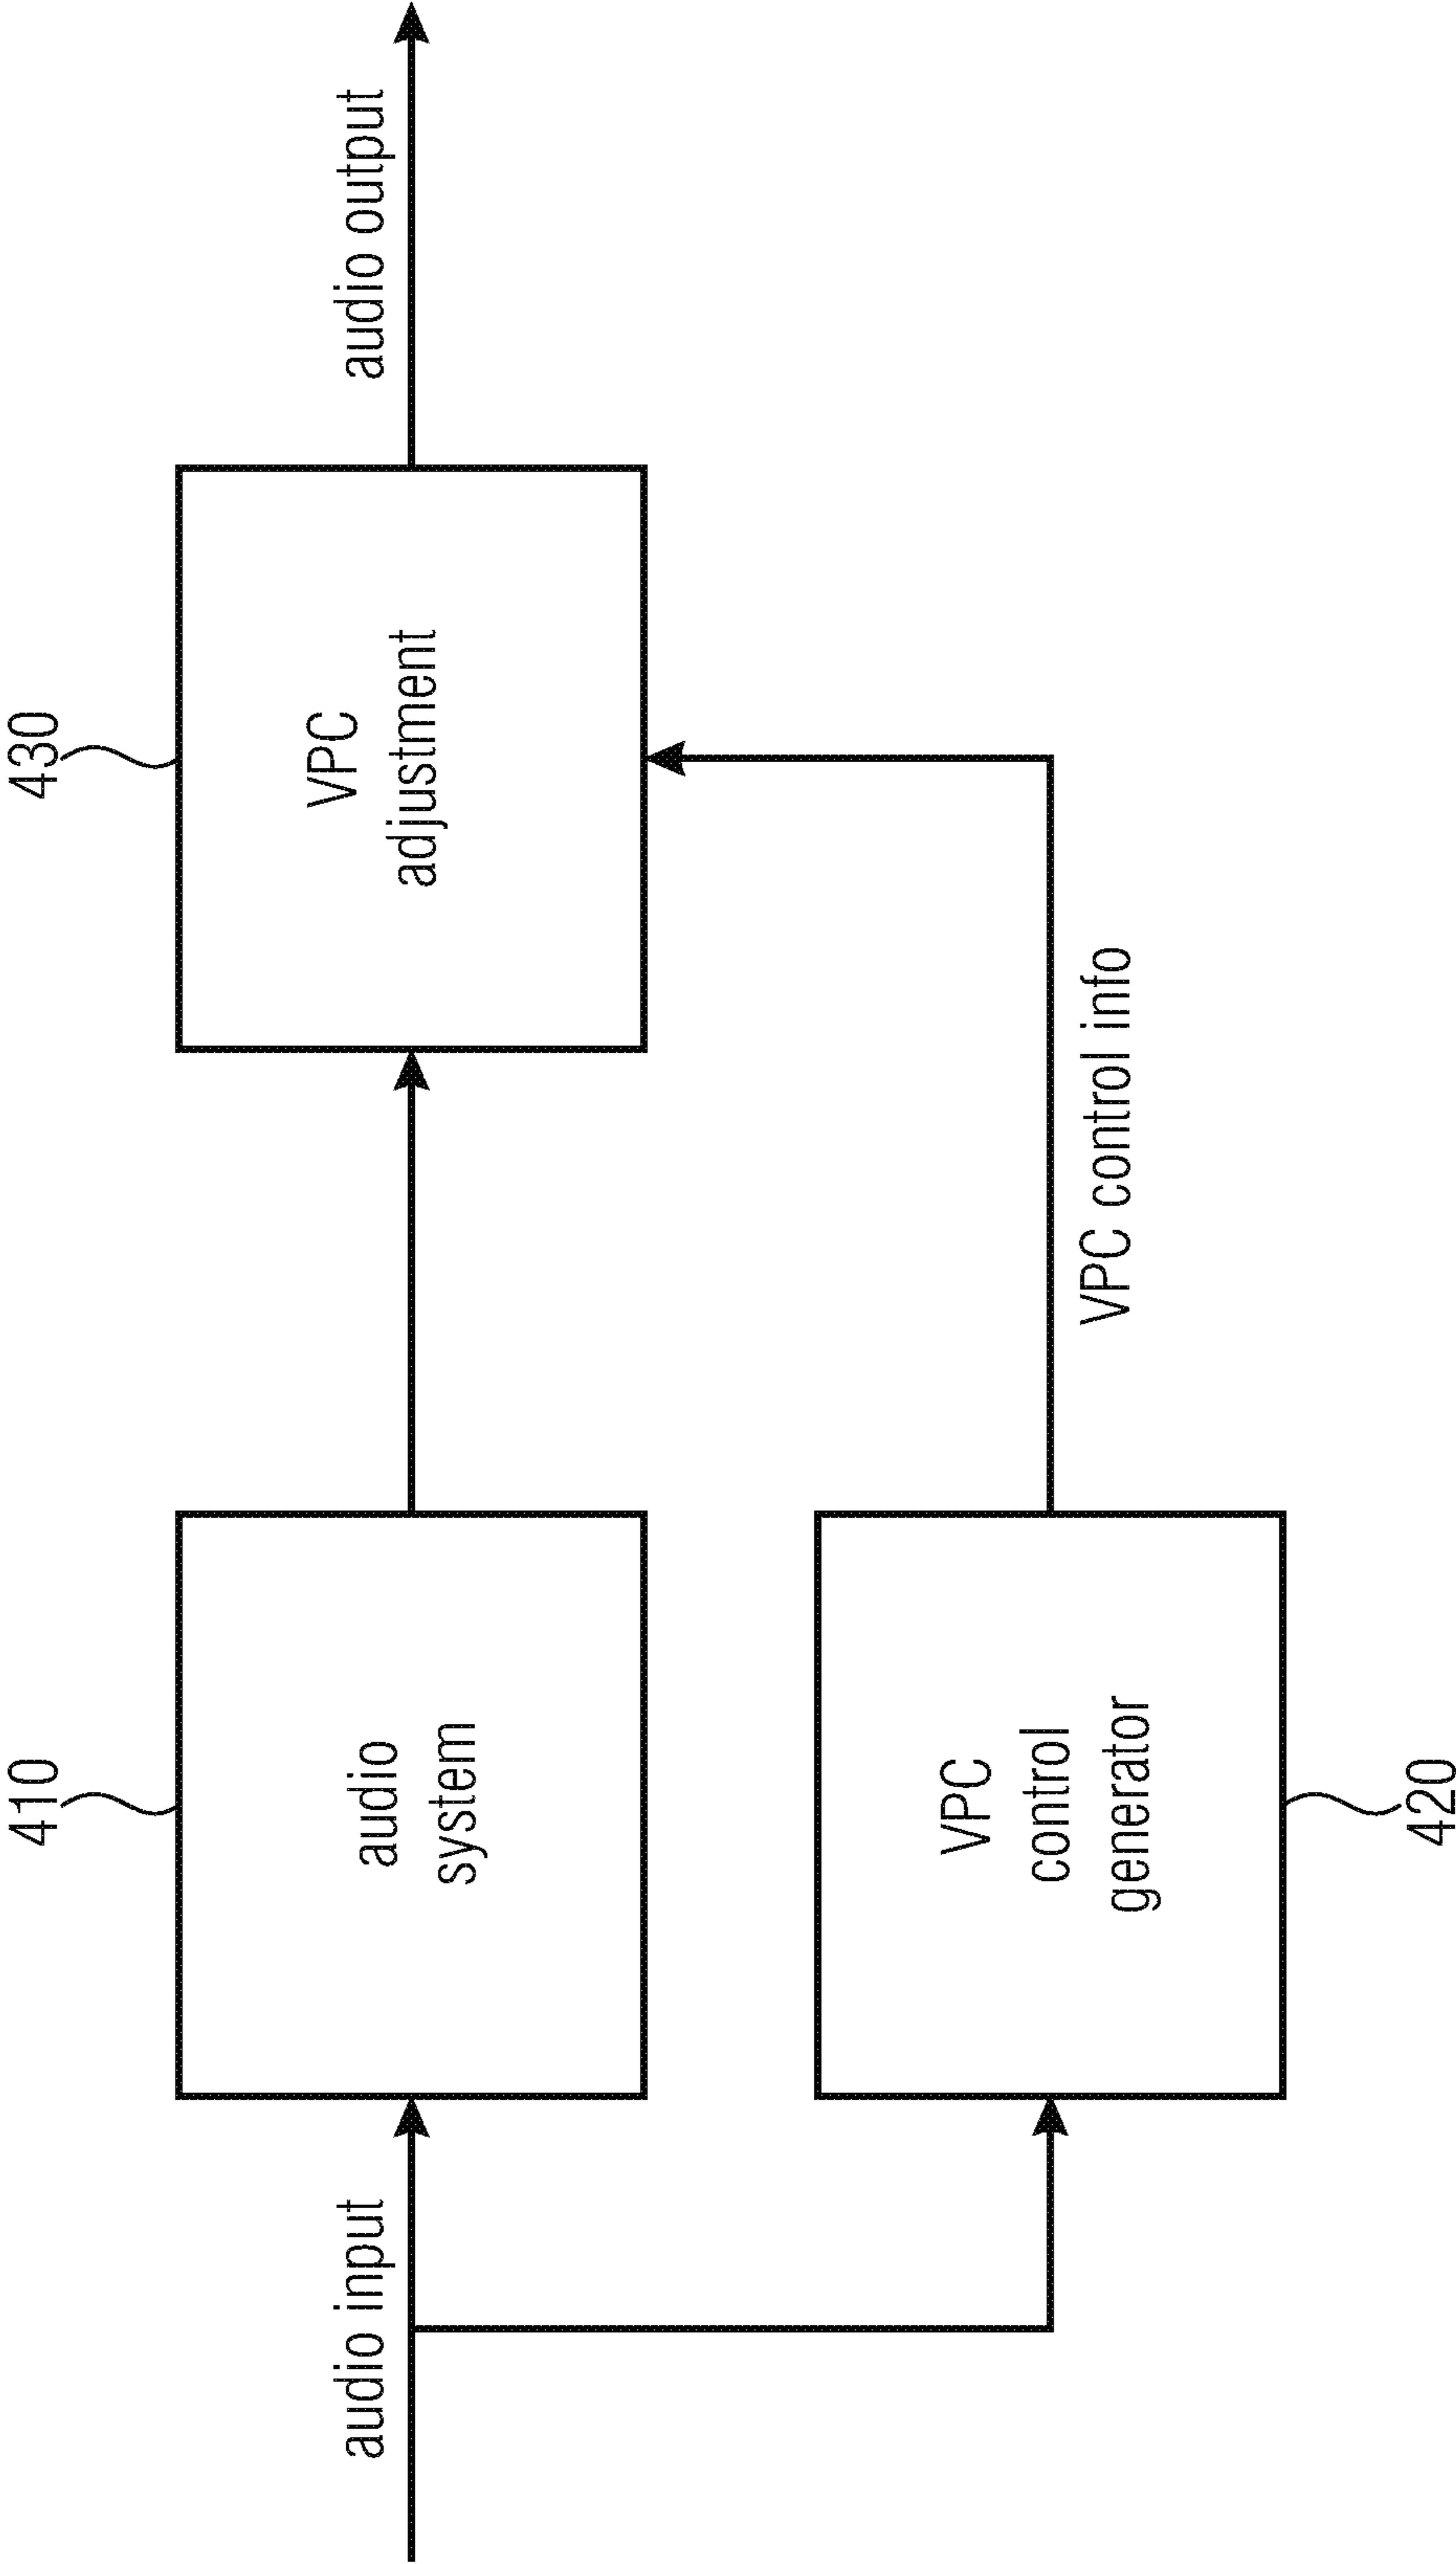 410
430
audio input
audio
system
VPC
adjustment
audio output
VPC
control
generator
VPC control info
420